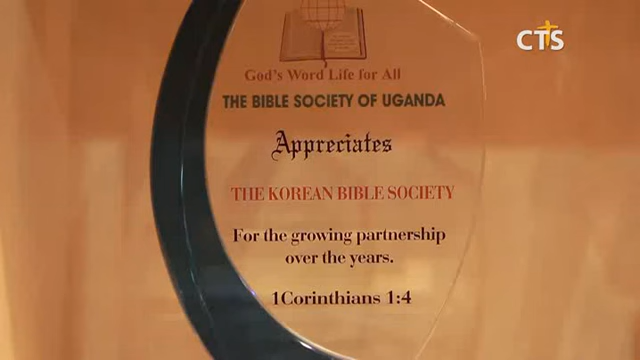 CTS
God's Word Life for All
THE BIBLE SOCIETY OF UGANDA
Appreciates
THE KOREAN BIBLE SOCIETY
For the growing partnership
over the years.
1Corinthians 1:4